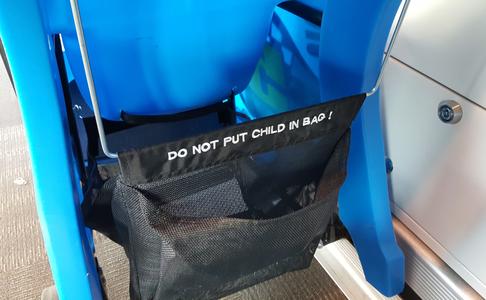 DO NOT PUT CHILD IN BAG !